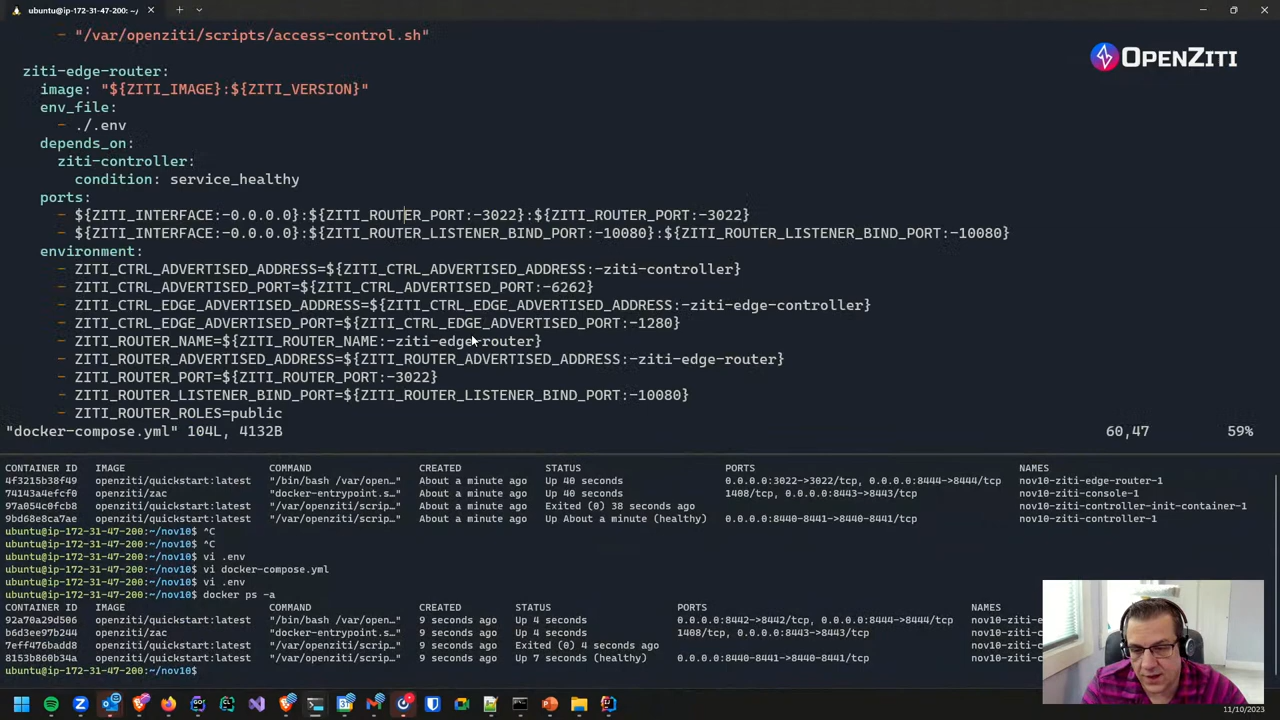 ubuntu@ip-172-31-47-200: ~/
- "/var/openziti/scripts/access-control.sh"
OPENZITI
ziti-edge-router:
image: "${ZITI_IMAGE}:${ZITI_VERSION}"
env_file:
- ./.env
depends_on:
ziti-controller:
condition: service_healthy
ports:
- ${ZITI_INTERFACE:-0.0.0.0}:${ZITI_ROUTER_PORT:-3022}:${ZITI_ROUTER_PORT:-3022}
- ${ZITI_INTERFACE:-0.0.0.0}:${ZITI_ROUTER_LISTENER_BIND_PORT:-10080}:${ZITI_ROUTER_LISTENER_BIND_PORT:-10080}
environment:
- ZITI_CTRL_ADVERTISED_ADDRESS=${ZITI_CTRL_ADVERTISED_ADDRESS:-ziti-controller}
- ZITI_CTRL_ADVERTISED_PORT=${ZITI_CTRL_ADVERTISED_PORT:-6262}
- ZITI_CTRL_EDGE_ADVERTISED_ADDRESS=${ZITI_CTRL_EDGE_ADVERTISED_ADDRESS:-ziti-edge-controller}
- ZITI_CTRL_EDGE_ADVERTISED_PORT=${ZITI_CTRL_EDGE_ADVERTISED_PORT:-1280}
- ZITI_ROUTER_NAME=${ZITI_ROUTER_NAME:-ziti-edge-router}
- ZITI_ROUTER_ADVERTISED_ADDRESS=${ZITI_ROUTER_ADVERTISED_ADDRESS:-ziti-edge-router}
- ZITI_ROUTER_PORT=${ZITI_ROUTER_PORT:-3022}
- ZITI_ROUTER_LISTENER_BIND_PORT=${ZITI_ROUTER_LISTENER_BIND_PORT:-10080}
- ZITI_ROUTER_ROLES=public
"docker-compose.yml" 104L, 4132B 60,47 59%
CONTAINER ID IMAGE COMMAND CREATED STATUS PORTS NAMES
4f3215b38f49 openziti/quickstart:latest "/bin/bash /var/open…" About a minute ago Up 40 seconds 0.0.0.0:3022->3022/tcp, 0.0.0.0:8444->8444/tcp nov10-ziti-edge-router-1
74143a4efcf0 openziti/zac "docker-entrypoint.s…" About a minute ago Up 40 seconds 1408/tcp, 0.0.0.0:8443->8443/tcp nov10-ziti-console-1
97a054c0fcb8 openziti/quickstart:latest "/var/openziti/scrip…" About a minute ago Exited (0) 38 seconds ago nov10-ziti-controller-init-container-1
9bd68e8ca7ae openziti/quickstart:latest "/var/openziti/scrip…" About a minute ago Up About a minute (healthy) 0.0.0.0:8440-8441->8440-8441/tcp nov10-ziti-controller-1
ubuntu@ip-172-31-47-200:~/nov10$ ^C
ubuntu@ip-172-31-47-200:~/nov10$ ^C
ubuntu@ip-172-31-47-200:~/nov10$ vi .env
ubuntu@ip-172-31-47-200:~/nov10$ vi docker-compose.yml
ubuntu@ip-172-31-47-200:~/nov10$ vi .env
ubuntu@ip-172-31-47-200:~/nov10$ docker ps -a
CONTAINER ID IMAGE COMMAND CREATED STATUS PORTS NAMES
92a70a29d506 openziti/quickstart:latest "/bin/bash /var/open…" 9 seconds ago Up 4 seconds 0.0.0.0:8442->8442/tcp, 0.0.0.0:8444->8444/tcp nov10-ziti-e
b6d3ee97b244 openziti/zac "docker-entrypoint.s…" 9 seconds ago Up 4 seconds 1408/tcp, 0.0.0.0:8443->8443/tcp nov10-ziti-
7eff476badd8 openziti/quickstart:latest "/var/openziti/scrip…" 9 seconds ago Exited (0) 4 seconds ago nov10-ziti-
8153b860b34a openziti/quickstart:latest "/var/openziti/scrip…" 9 seconds ago Up 7 seconds (healthy) 0.0.0.0:8440-8441->8440-8441/tcp nov10-ziti-
ubuntu@ip-172-31-47-200:~/nov10$
11/10/2023